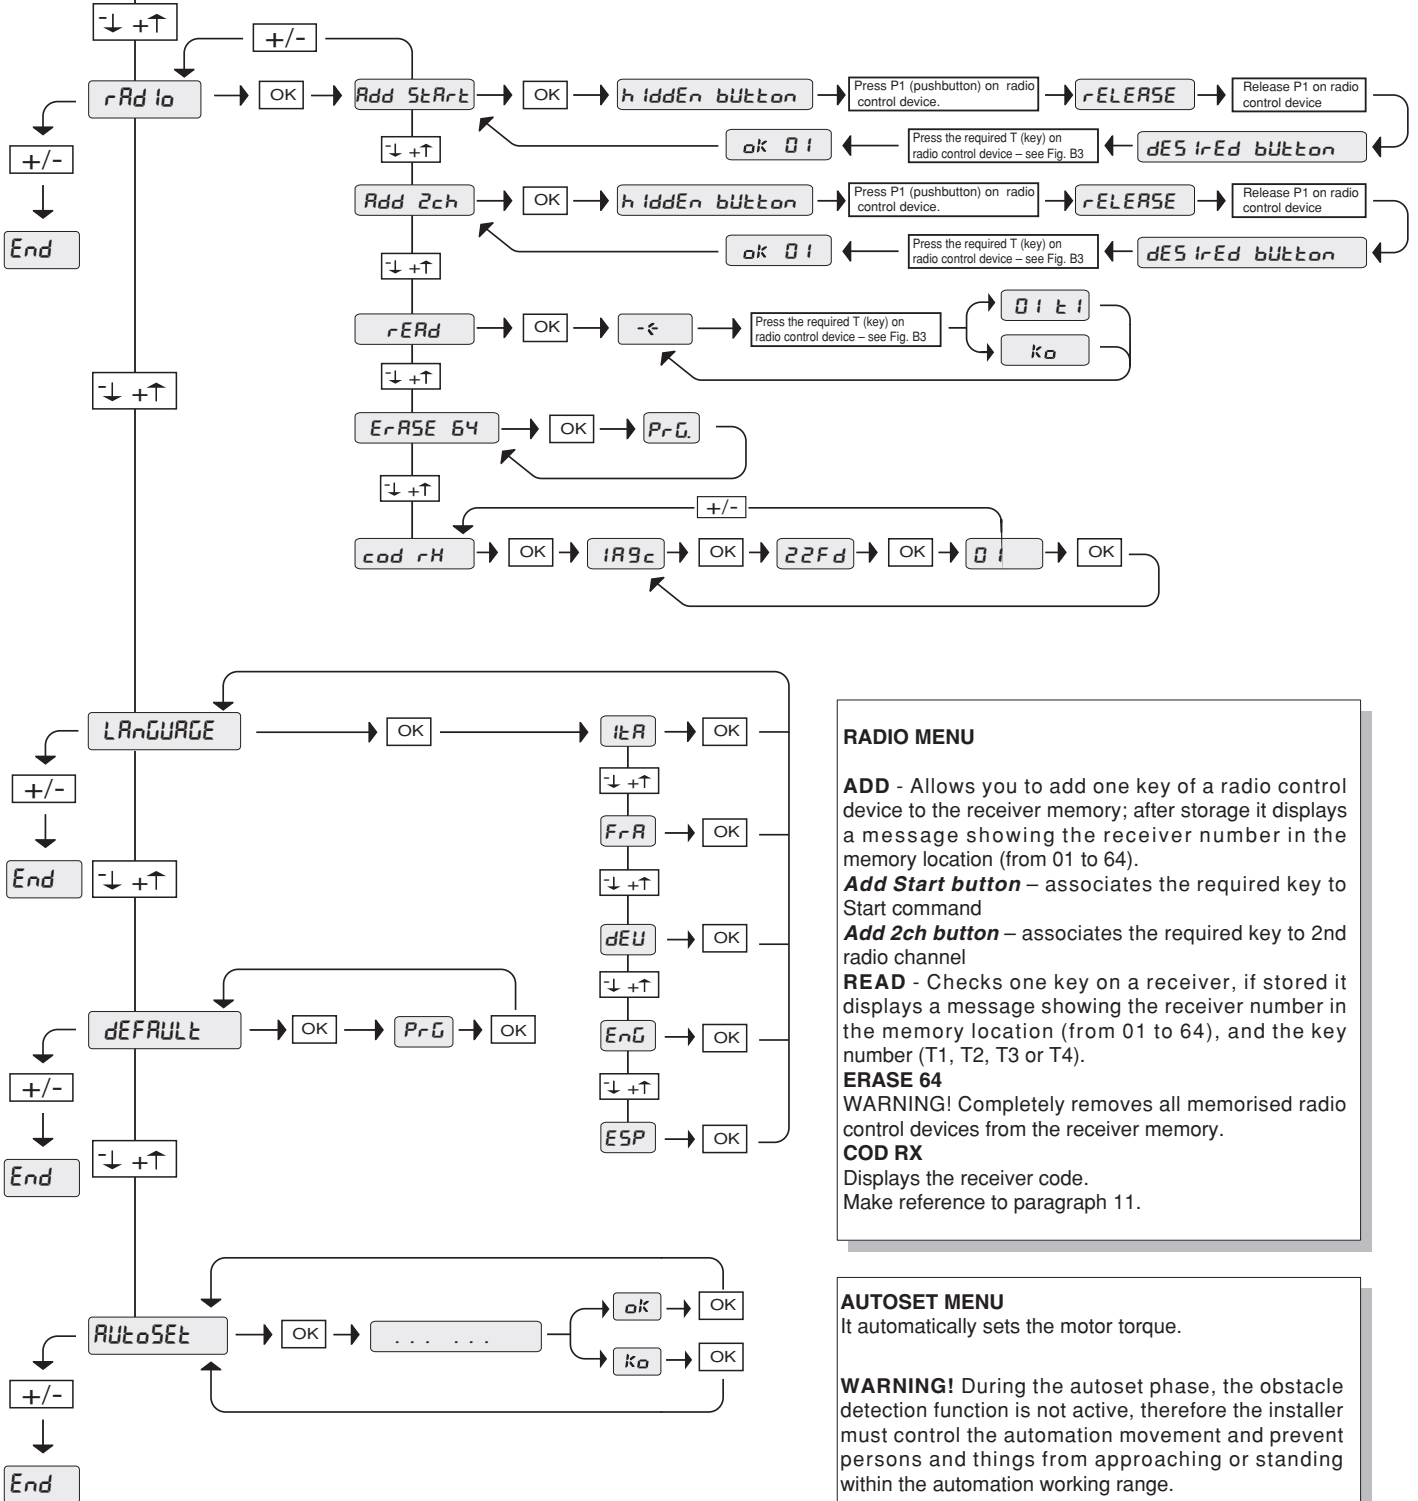 -↓ +↑
+/-
rAdIo
OK
Add StArt
OK
hIddEn bUtton
Press P1 (pushbutton) on radio
control device.
rELEASE
Release P1 on radio
control device
+/-
-↓ +↑
ok 01
Press the required T (key) on
radio control device – see Fig. B3
dESIrEd bUtton
End
Add 2ch
OK
hIddEn bUtton
Press P1 (pushbutton) on radio
control device.
rELEASE
Release P1 on radio
control device
-↓ +↑
ok 01
Press the required T (key) on
radio control device – see Fig. B3
dESIrEd bUtton
rEAd
OK
Press the required T (key) on
radio control device – see Fig. B3
01 t1
Ko
-↓ +↑
-↓ +↑
ErASE 64
OK
PrG.
-↓ +↑
+/-
cod rH
OK
1A9c
OK
22Fd
OK
01
OK
LAnGUAGE
OK
ItA
OK
+/-
-↓ +↑
FrA
OK
End
-↓ +↑
-↓ +↑
dEU
OK
-↓ +↑
dEFAULt
OK
PrG
OK
EnG
OK
+/-
-↓ +↑
ESP
OK
End
-↓ +↑
AUtoSEt
OK
... ...
ok
OK
Ko
OK
+/-
End
RADIO MENU
ADD - Allows you to add one key of a radio control
device to the receiver memory; after storage it displays
a message showing the receiver number in the
memory location (from 01 to 64).
Add Start button – associates the required key to
Start command
Add 2ch button – associates the required key to 2nd
radio channel
READ - Checks one key on a receiver, if stored it
displays a message showing the receiver number in
the memory location (from 01 to 64), and the key
number (T1, T2, T3 or T4).
ERASE 64
WARNING! Completely removes all memorised radio
control devices from the receiver memory.
COD RX
Displays the receiver code.
Make reference to paragraph 11.
AUTOSET MENU
It automatically sets the motor torque.
WARNING! During the autoset phase, the obstacle
detection function is not active, therefore the installer
must control the automation movement and prevent
persons and things from approaching or standing
within the automation working range.